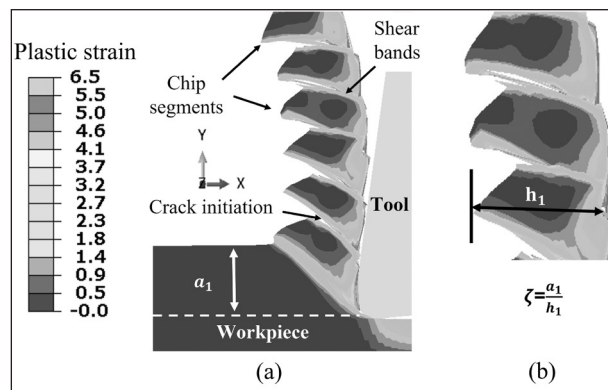 Plastic strain
6.5
5.5
5.0
4.6
4.1
3.7
3.2
2.7
2.3
1.8
1.4
0.9
0.5
-0.0
Chip
segments
Shear
bands
Y
Z
X
Crack initiation
Tool
a₁
Workpiece
(a)
h₁
ζ=a₁/h₁
(b)